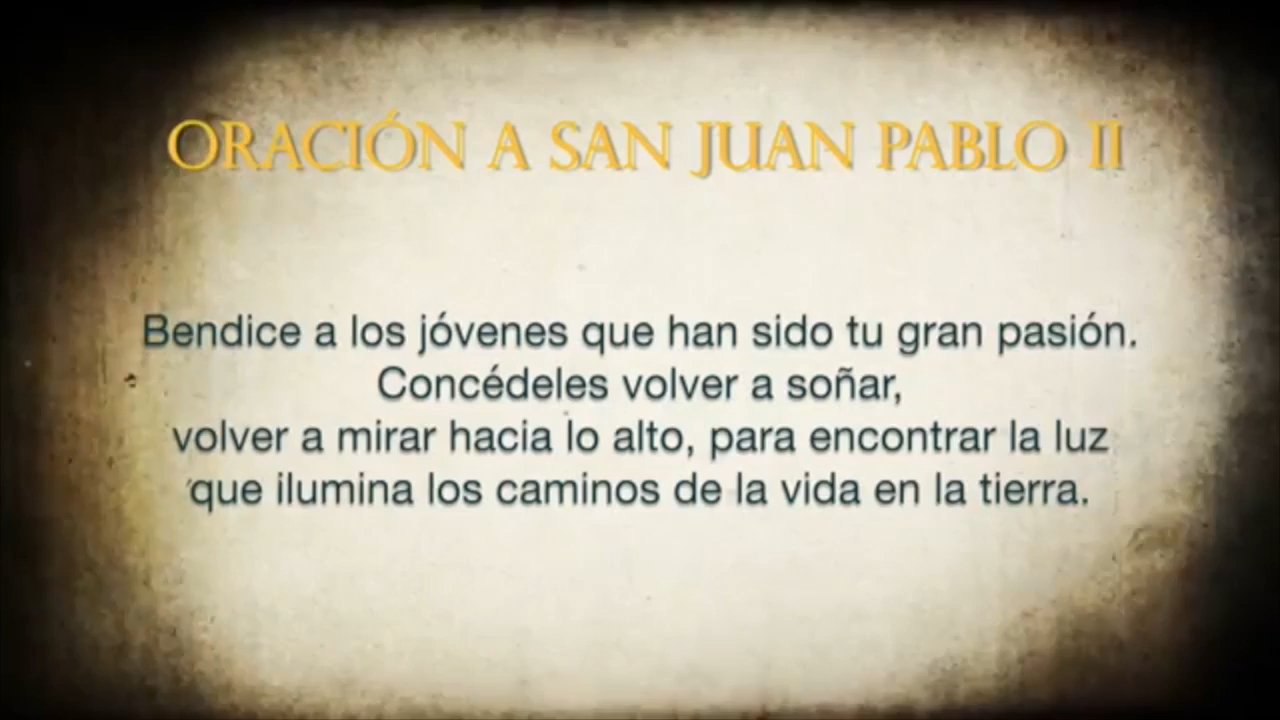 ORACIÓN A SAN JUAN PABLO II
Bendice a los jóvenes que han sido tu gran pasión.
Concédeles volver a soñar,
volver a mirar hacia lo alto, para encontrar la luz
que ilumina los caminos de la vida en la tierra.